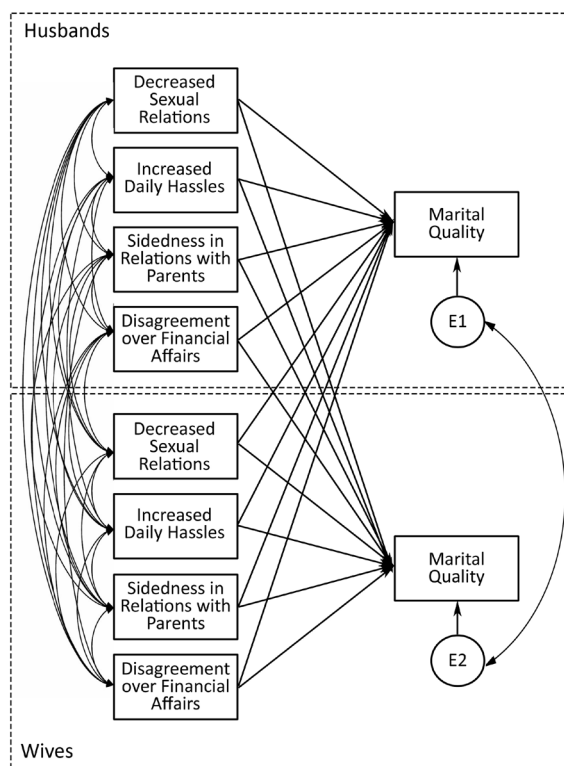 Husbands
Decreased
Sexual
Relations
Increased
Daily Hassles
Sidedness in
Relations with
Parents
Disagreement
over Financial
Affairs
Marital
Quality
E1
Decreased
Sexual
Relations
Increased
Daily Hassles
Sidedness in
Relations with
Parents
Disagreement
over Financial
Affairs
Marital
Quality
E2
Wives